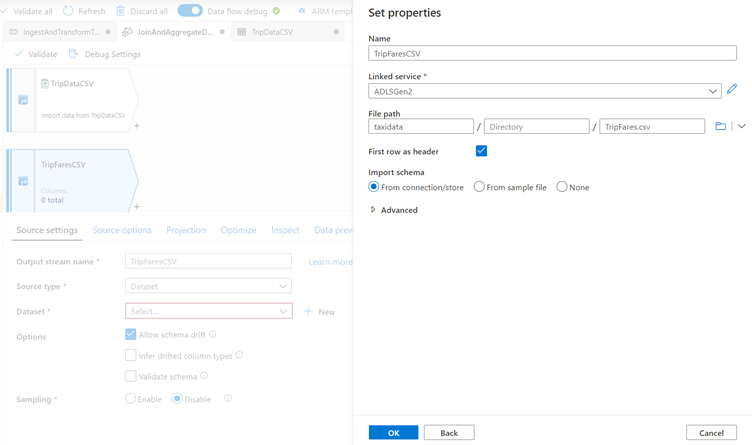 Validate all
Refresh
Discard all
Data flow debug
ARM templa
IngestAndTransformT...
JoinAndAggregateD...
TripDataCSV
Validate
Debug Settings
TripDataCSV
Import data from TripDataCSV
+
TripFaresCSV
Columns:
0 total
+
Source settings
Source options
Projection
Optimize
Inspect
Data prev
Output stream name *
TripFaresCSV
Learn more
Source type *
Dataset
Dataset *
Select...
New
Options
Allow schema drift
Infer drifted column types
Validate schema
Sampling *
Enable
Disable
Set properties
Name
TripFaresCSV
Linked service *
ADLSGen2
File path
taxidata / Directory / TripFares.csv
First row as header
Import schema
From connection/store
From sample file
None
Advanced
OK
Back
Cancel